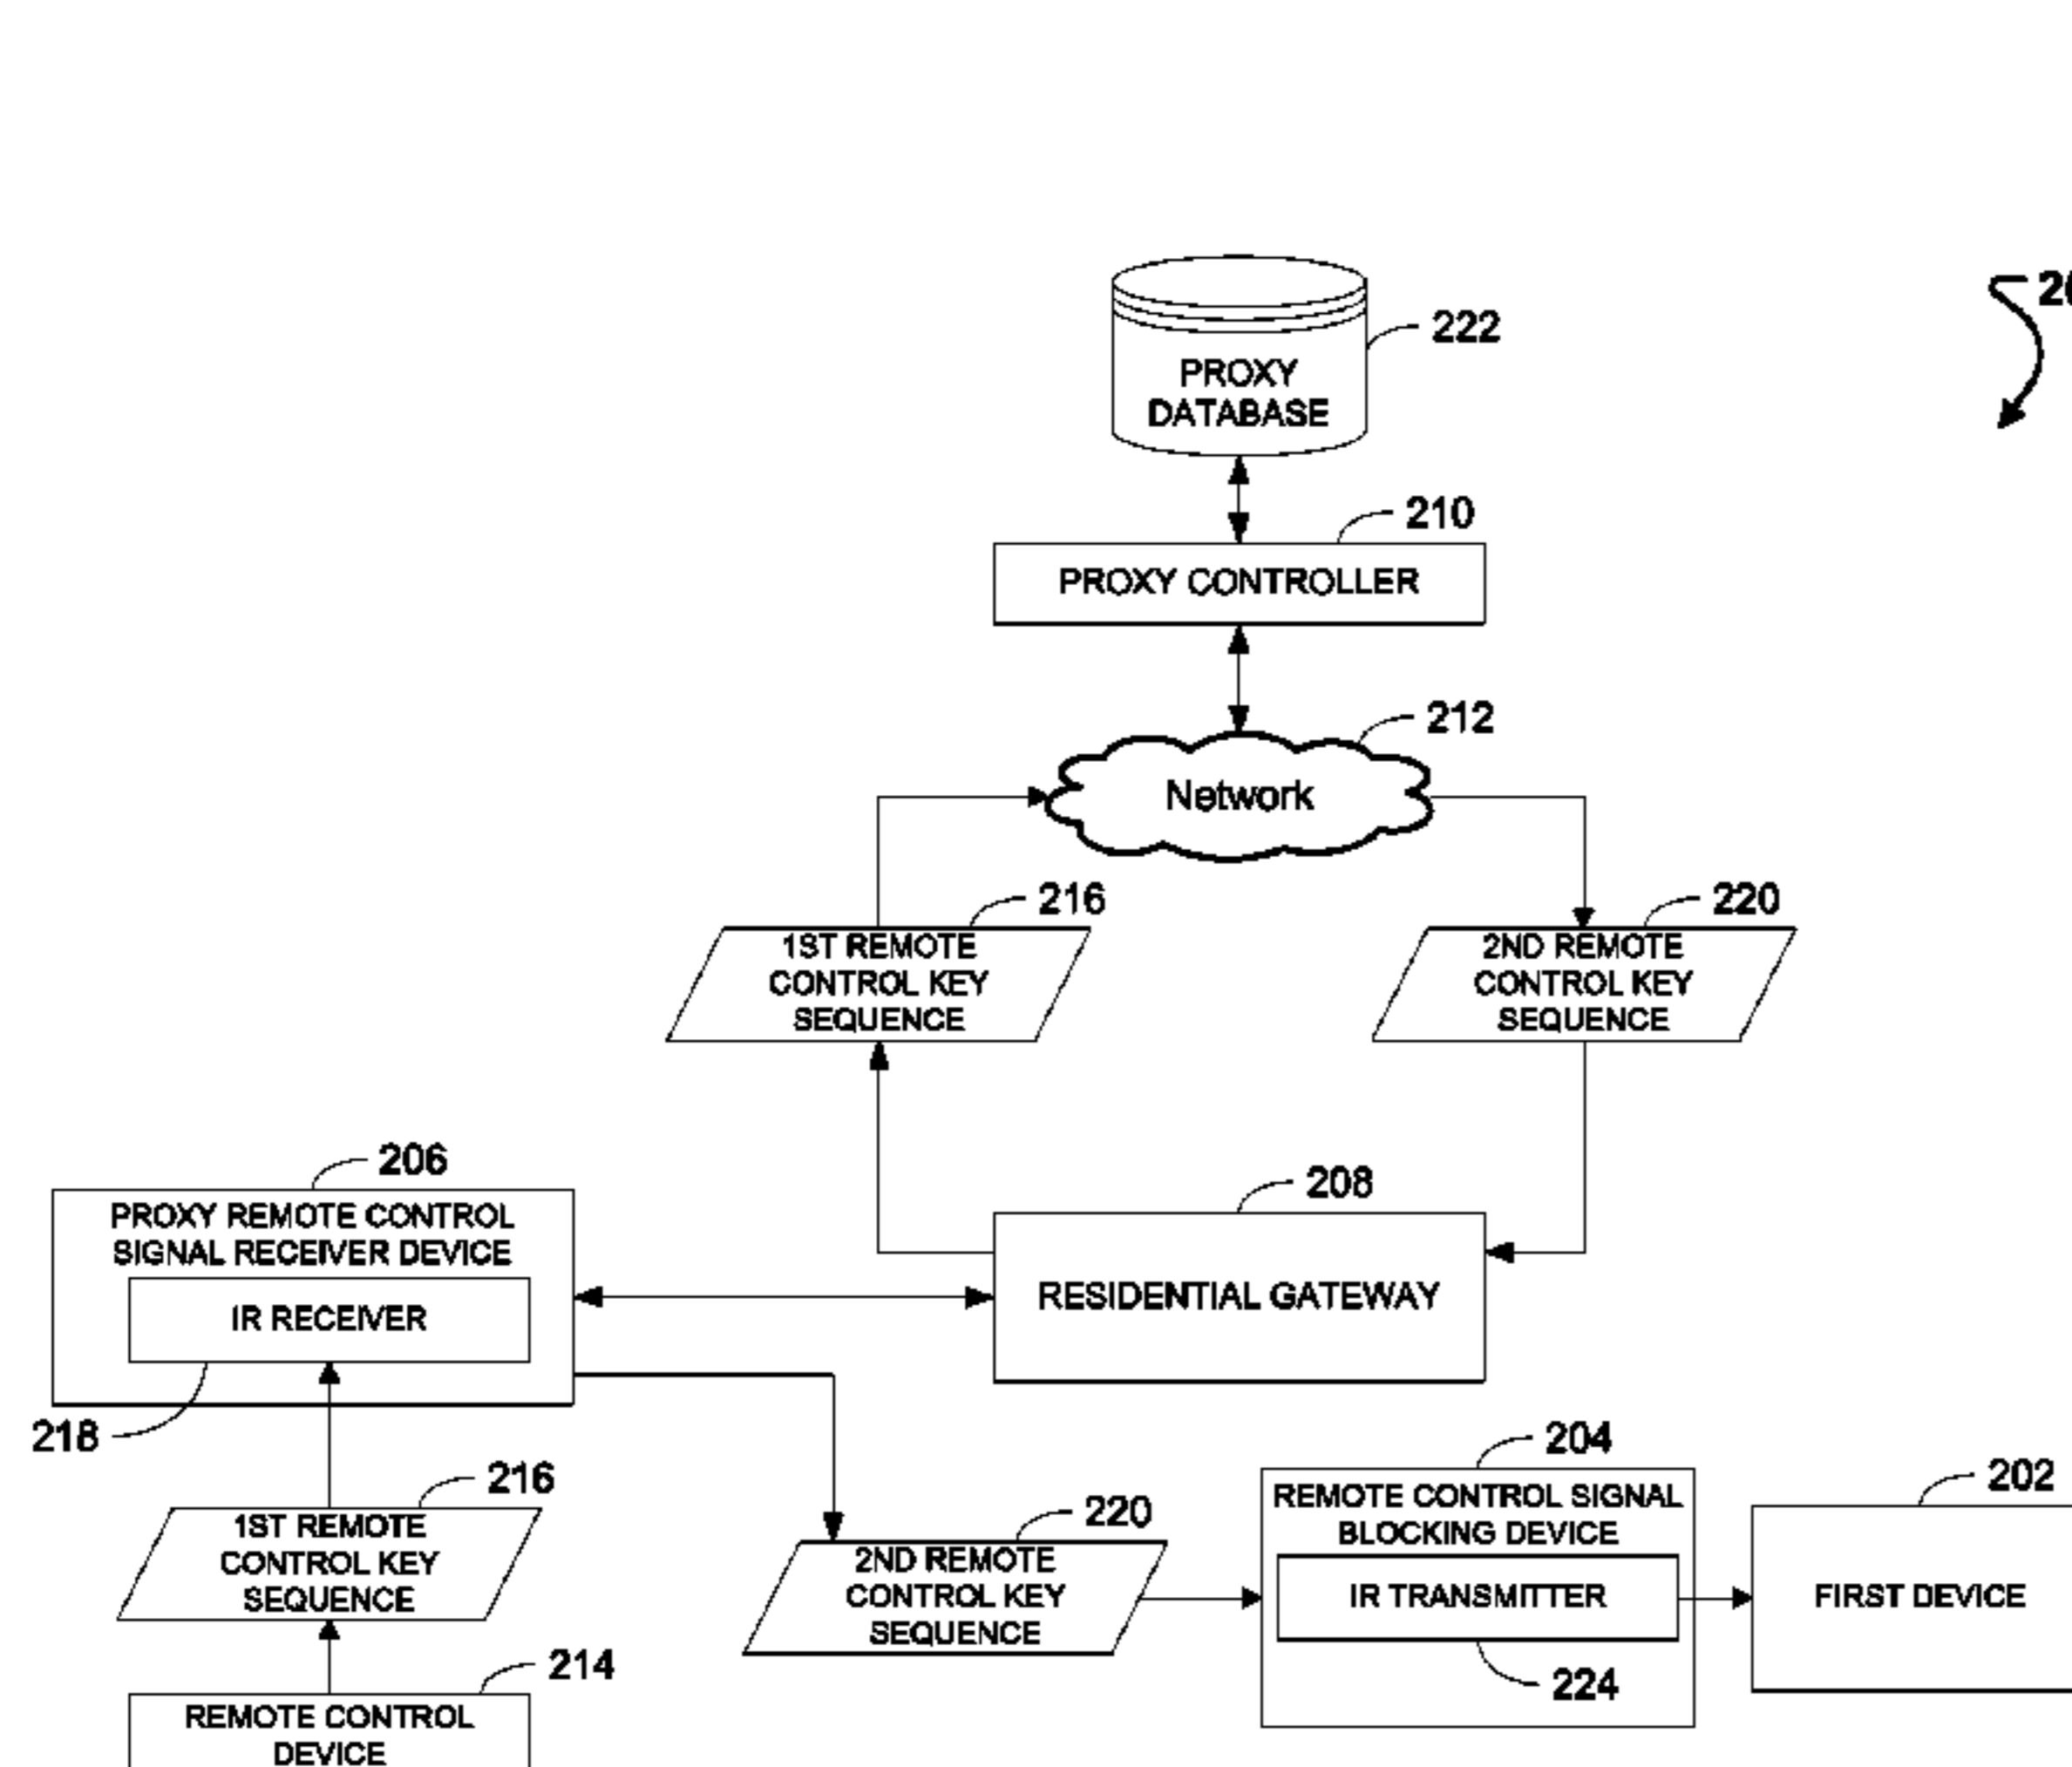 222
PROXY
DATABASE
210
PROXY CONTROLLER
212
Network
216
1ST REMOTE
CONTROL KEY
SEQUENCE
220
2ND REMOTE
CONTROL KEY
SEQUENCE
206
PROXY REMOTE CONTROL
SIGNAL RECEIVER DEVICE
IR RECEIVER
218
208
RESIDENTIAL GATEWAY
216
1ST REMOTE
CONTROL KEY
SEQUENCE
214
REMOTE CONTROL
DEVICE
220
2ND REMOTE
CONTROL KEY
SEQUENCE
204
REMOTE CONTROL SIGNAL
BLOCKING DEVICE
IR TRANSMITTER
224
202
FIRST DEVICE